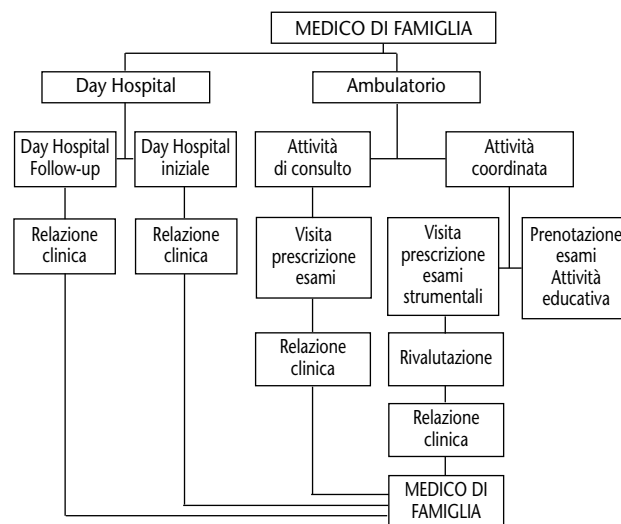 MEDICO DI FAMIGLIA
Day Hospital
Ambulatorio
Day Hospital
Follow-up
Day Hospital
iniziale
Attività
di consulto
Attività
coordinata
Relazione
clinica
Relazione
clinica
Visita
prescrizione
esami
Visita
prescrizione
esami
strumentali
Prenotazione
esami
Attività
educativa
Relazione
clinica
Rivalutazione
Relazione
clinica
MEDICO DI
FAMIGLIA